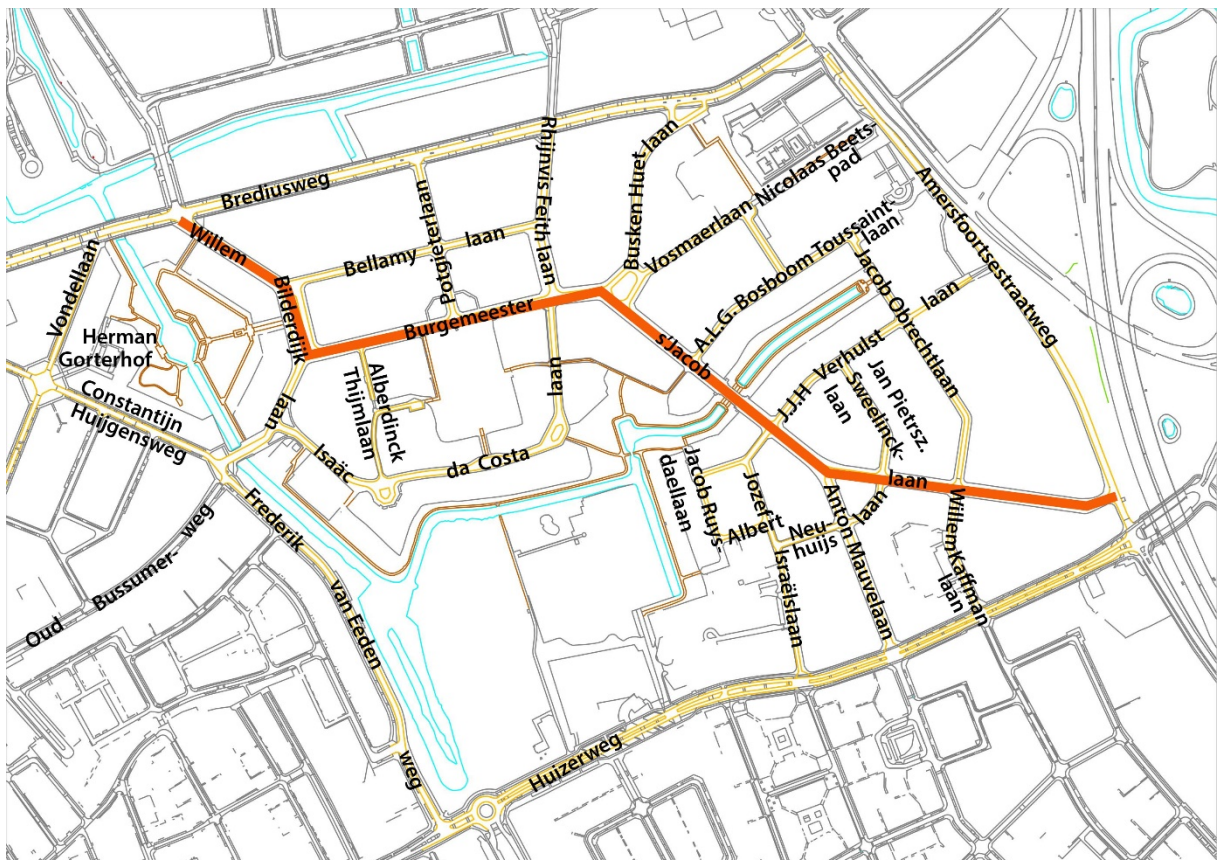 Brediusweg
Rhijnvis Feith laan
Busken Huet laan
Nicolaas Beets-
pad
Amersfoortsestraatweg
Potgieterlaan
Vosmaerlaan
Willem
Bilderdijk
laan
Bellamy laan
Vondellaan
Herman
Gorterhof
Burgemeester
sJacob
laan
A.L.G. Bosboom Toussaint-
laan
Jacob Obrechtlaan
J.J.H Verhulst laan
Jan Pietrsz.
Sweelinck-
laan
Constantijn
Huijgensweg
Alberdinck
Thijmlaan
Isaäc da Costa laan
Jacob Ruys-
daellaan
Jozef
Israëlslaan
Albert Neu-
huijs
laan
Anton Mauvelaan
Willem Kaffman
laan
Frederik
van Eeden
weg
Oud Bussumer- weg
Huizerweg